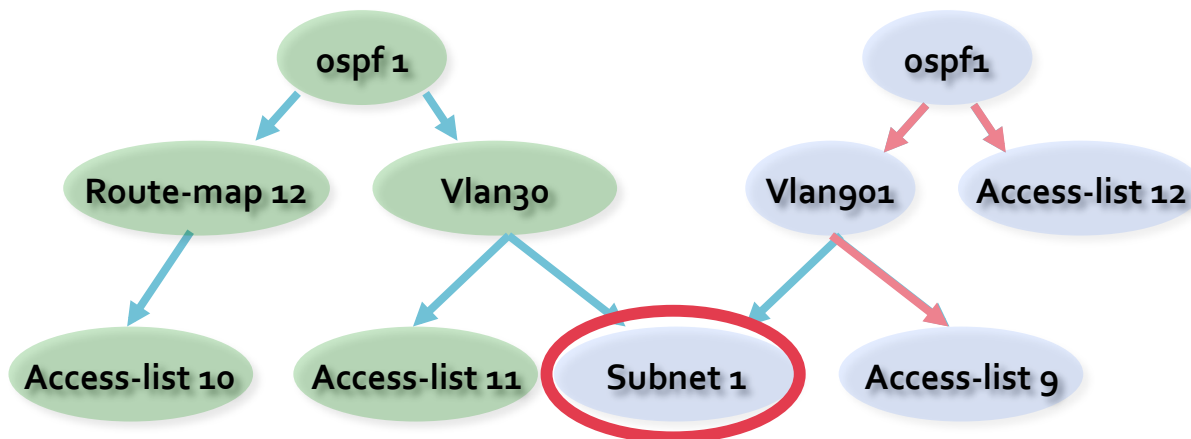 ospf 1
ospf1
Route-map 12
Vlan30
Vlan901
Access-list 12
Access-list 10
Access-list 11
Subnet 1
Access-list 9